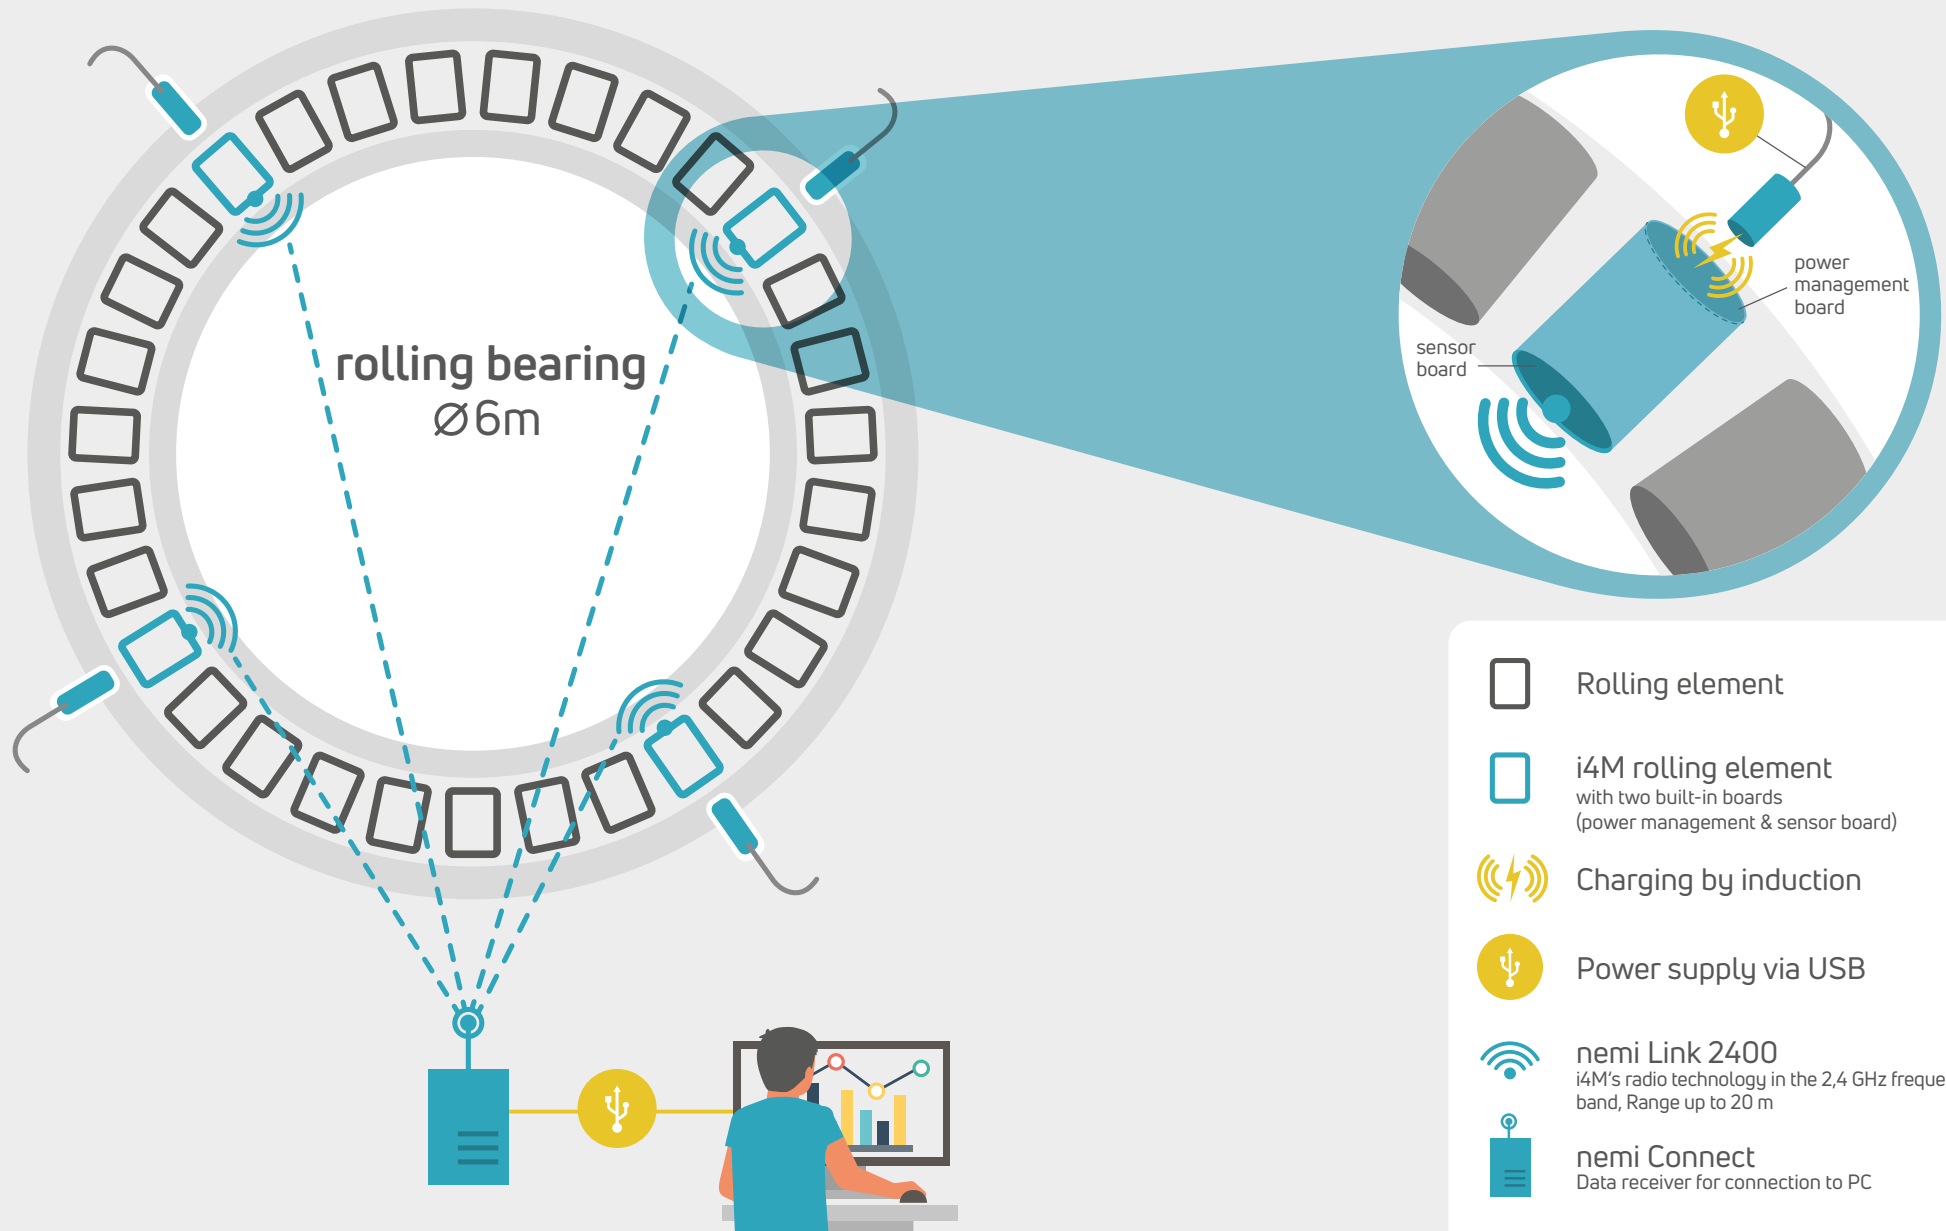 rolling bearing
Ø 6m
power
management
board
sensor
board
Rolling element
i4M rolling element
with two built-in boards
(power management & sensor board)
Charging by induction
Power supply via USB
nemi Link 2400
i4M's radio technology in the 2,4 GHz freque
band, Range up to 20 m
nemi Connect
Data receiver for connection to PC